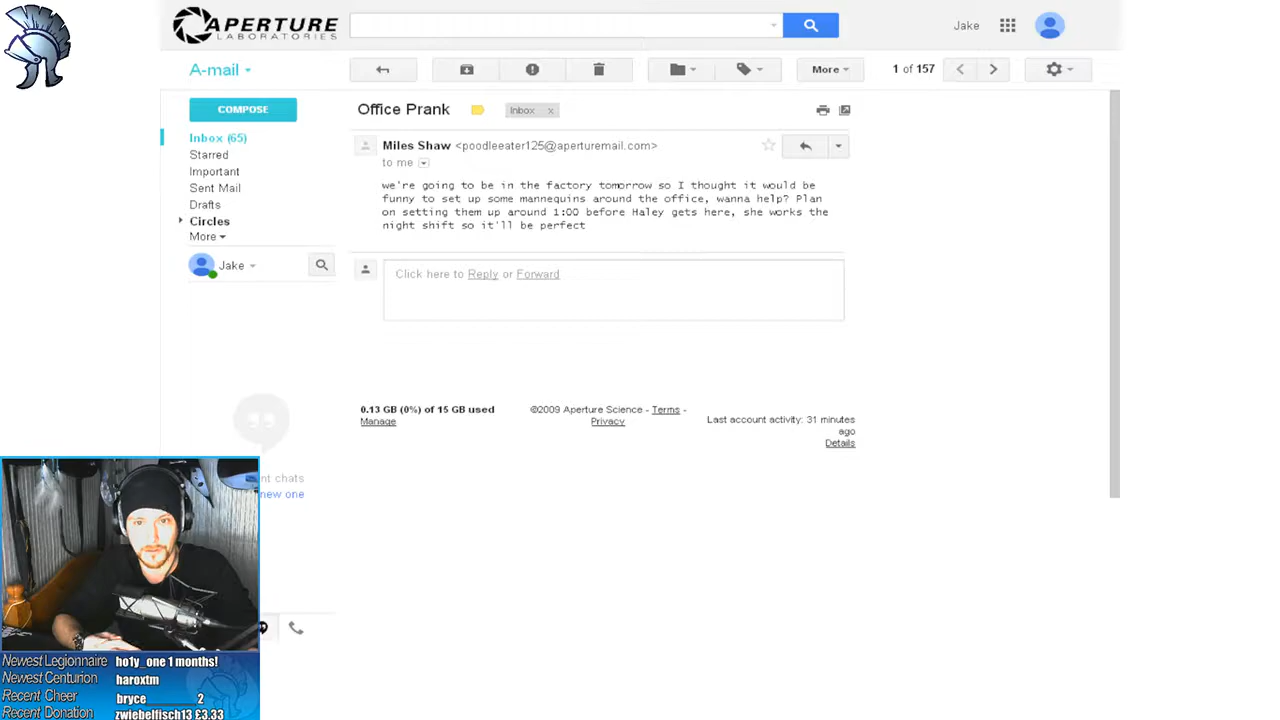 APERTURE
LABORATORIES
Jake
A-mail
More
1 of 157
COMPOSE
Office Prank
Inbox x
Inbox (65)
Starred
Important
Sent Mail
Drafts
Circles
More
Jake
Miles Shaw <poodleeater125@aperturemail.com>
to me
we're going to be in the factory tomorrow so I thought it would be
funny to set up some mannequins around the office, wanna help? Plan
on setting them up around 1:00 before Haley gets here, she works the
night shift so it'll be perfect
Click here to Reply or Forward
0.13 GB (0%) of 15 GB used
Manage
©2009 Aperture Science - Terms -
Privacy
Last account activity: 31 minutes
ago
Details
nt chats
new one
Newest Legionnaire ho1y_one 1 months!
Newest Centurion haroxtm
Recent Cheer bryce_______2
Recent Donation zwiebelfisch13 £3.33